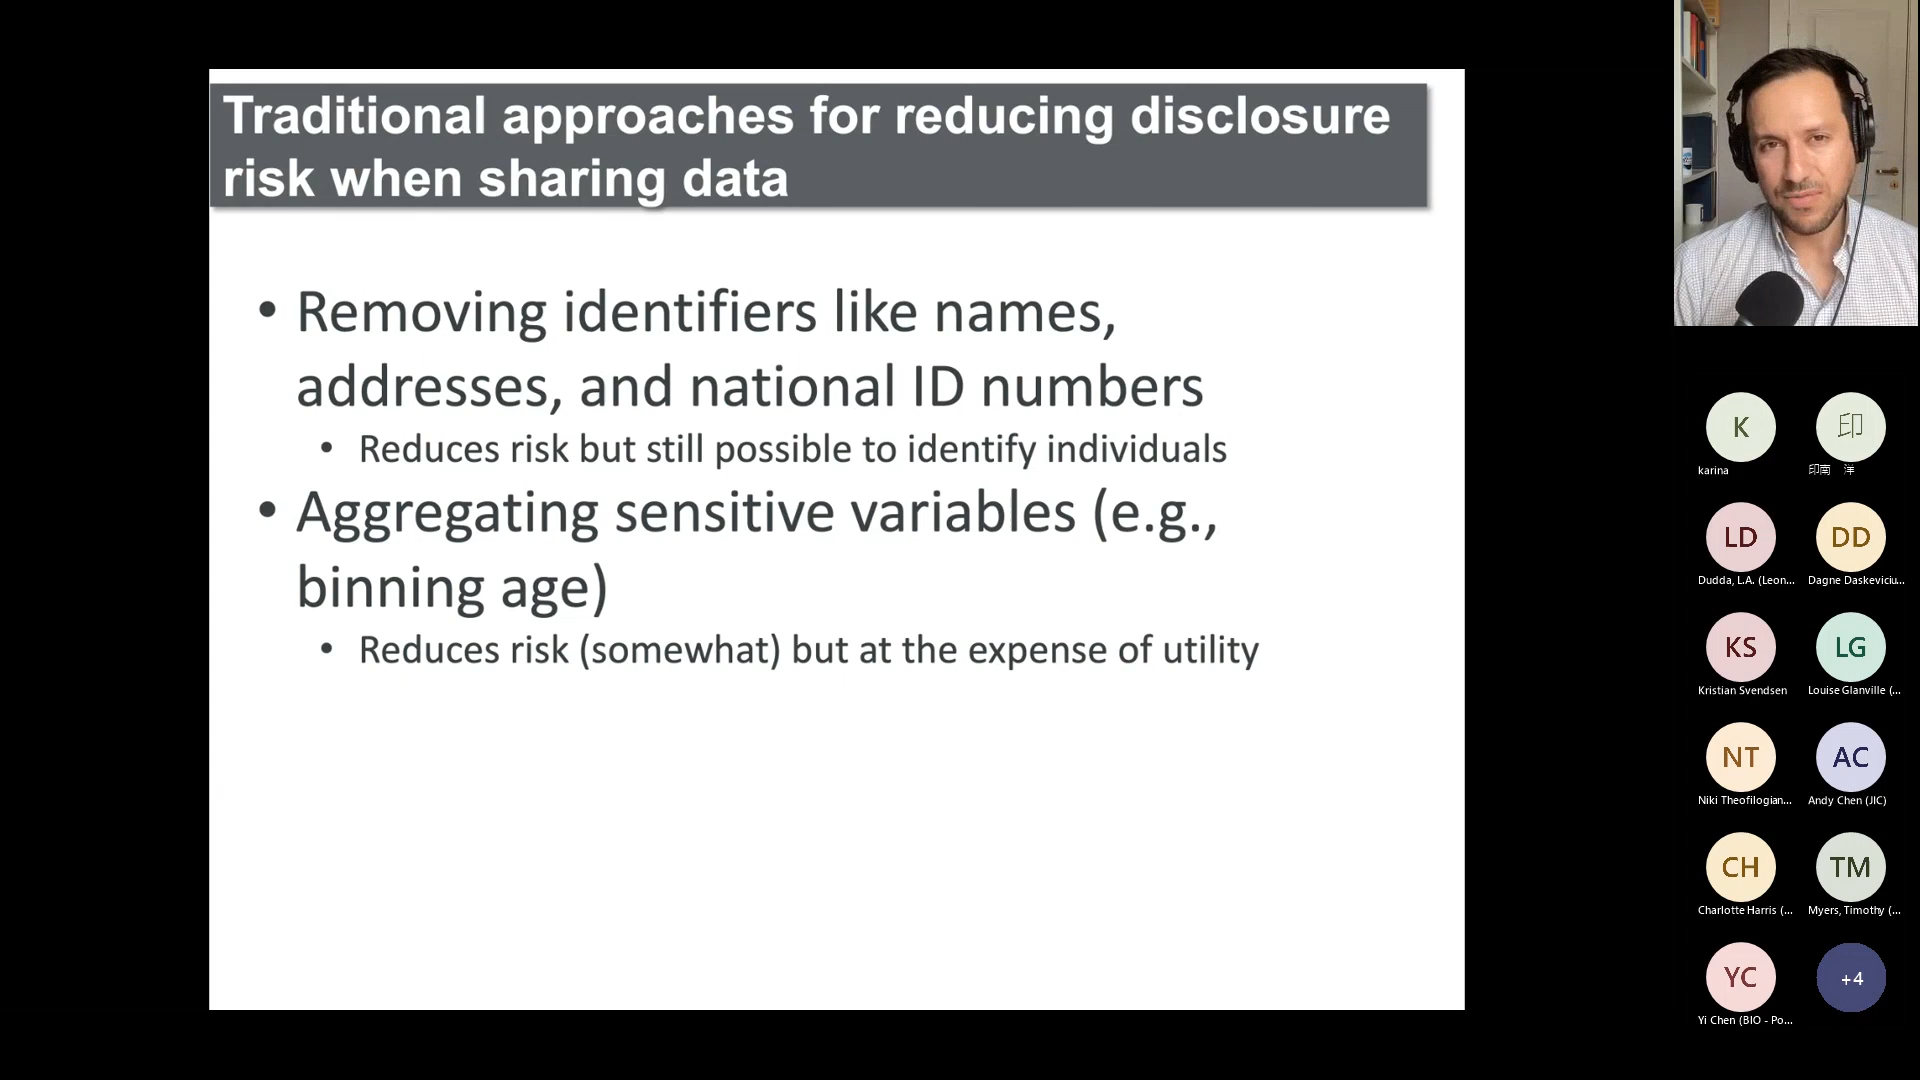 Traditional approaches for reducing disclosure
risk when sharing data
• Removing identifiers like names,
addresses, and national ID numbers
• Reduces risk but still possible to identify individuals
• Aggregating sensitive variables (e.g.,
binning age)
• Reduces risk (somewhat) but at the expense of utility
K
karina
印
印南 洋
LD
Dudda, L.A. (Leon...
DD
Dagne Daskeviciu...
KS
Kristian Svendsen
LG
Louise Glanville (...
NT
Niki Theofilogian...
AC
Andy Chen (JIC)
CH
Charlotte Harris (...
TM
Myers, Timothy (...
YC
Yi Chen (BIO - Po...
+4